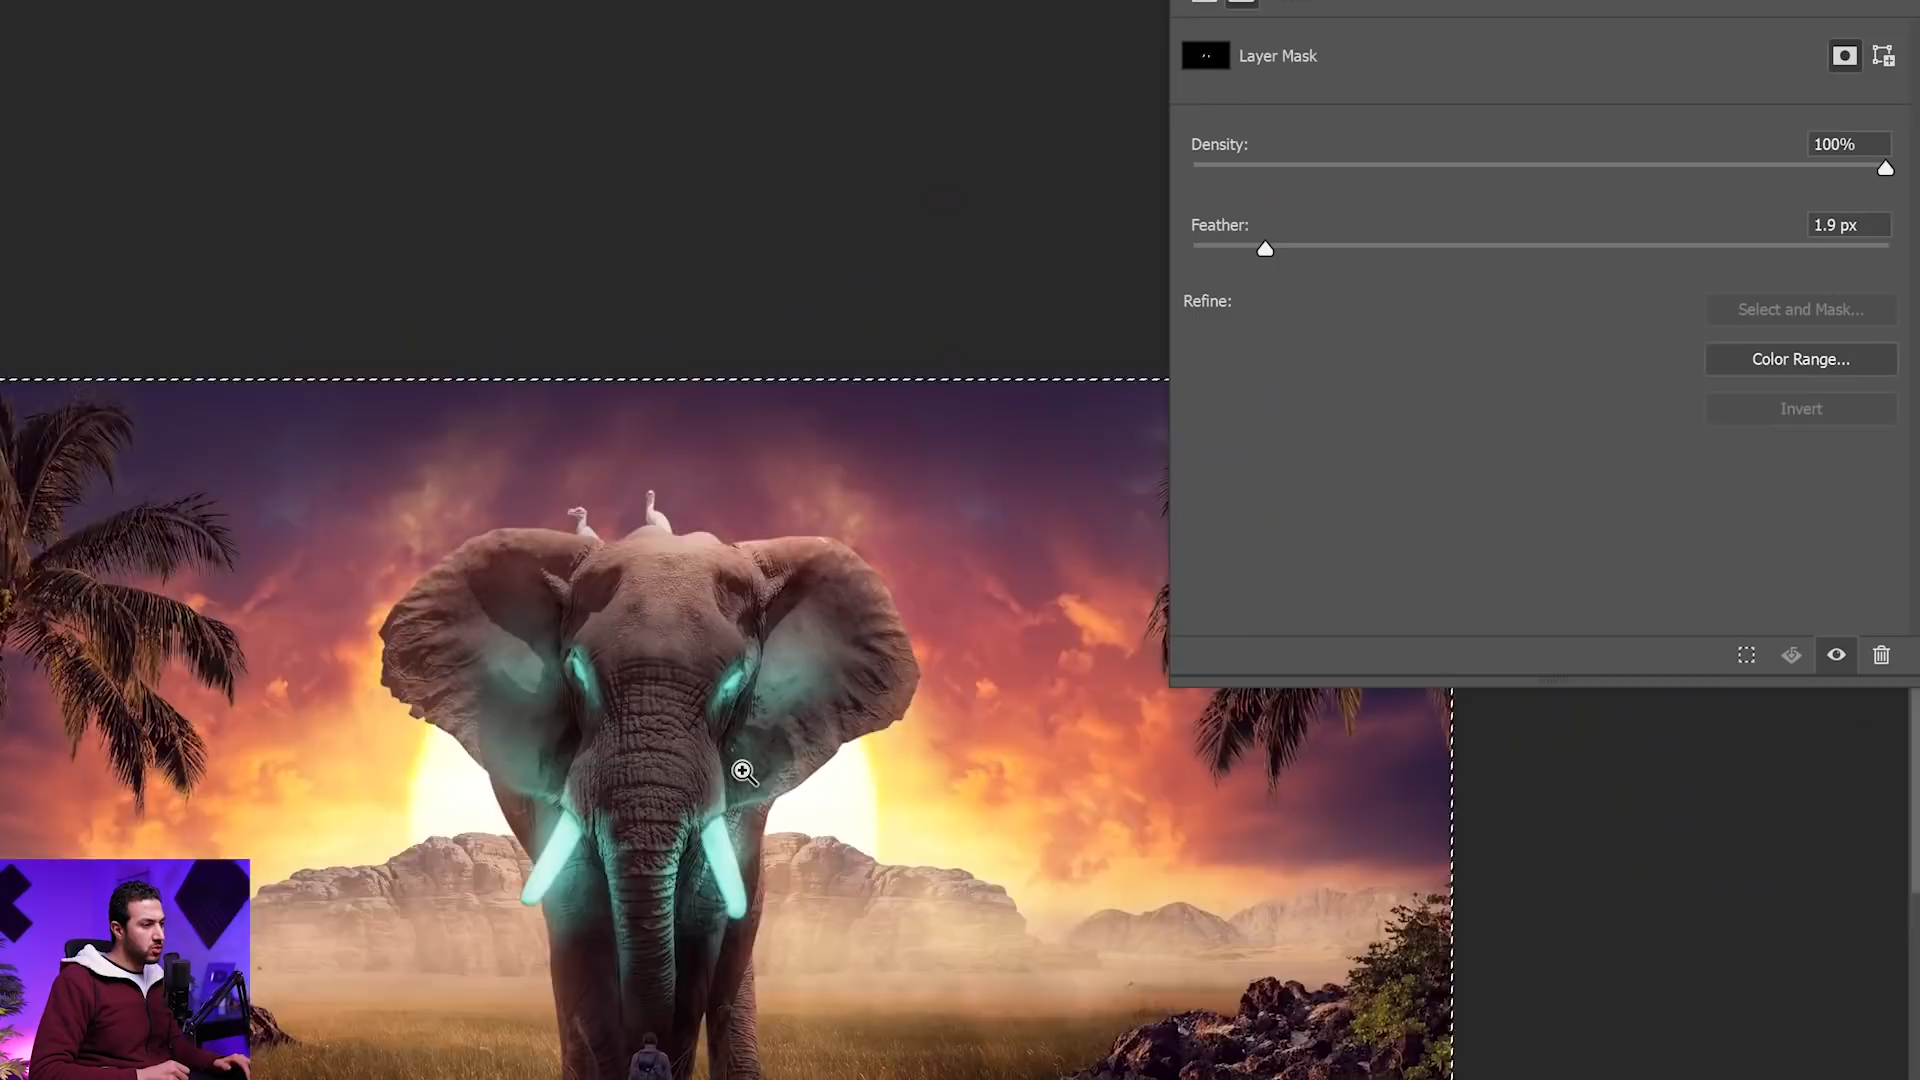 Layer Mask
Density:
100%
Feather:
1.9 px
Refine:
Select and Mask...
Color Range...
Invert